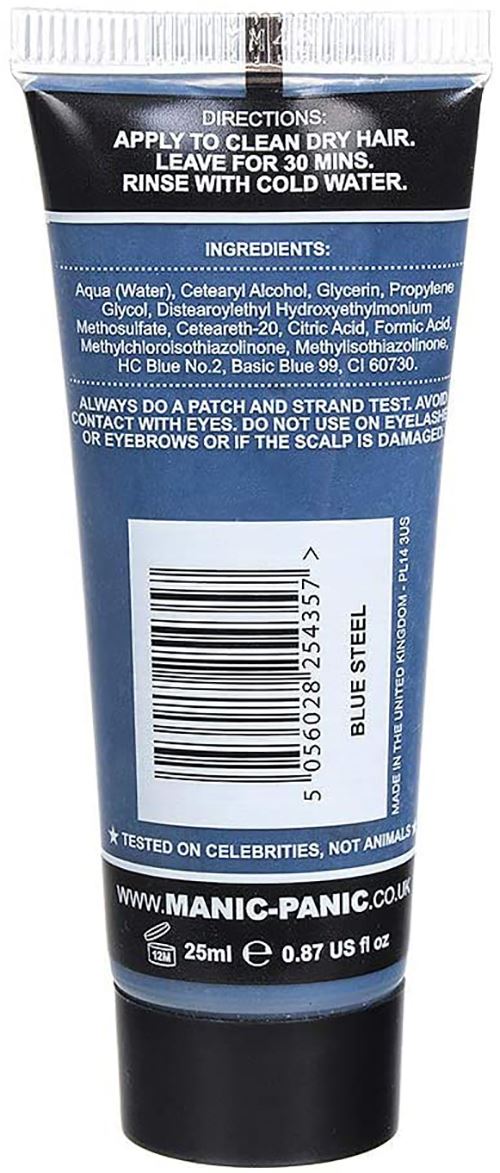 DIRECTIONS:
APPLY TO CLEAN DRY HAIR.
LEAVE FOR 30 MINS.
RINSE WITH COLD WATER.
INGREDIENTS:
Aqua (Water), Cetearyl Alcohol, Glycerin, Propylene
Glycol, Distearoylethyl Hydroxyethylmonium
Methosulfate, Ceteareth-20, Citric Acid, Formic Acid,
Methylchloroisothiazolinone, Methylisothiazolinone,
HC Blue No.2, Basic Blue 99, CI 60730.
ALWAYS DO A PATCH AND STRAND TEST. AVOID
CONTACT WITH EYES. DO NOT USE ON EYELASHE
OR EYEBROWS OR IF THE SCALP IS DAMAGED.
5 056028 254357 >
BLUE STEEL
MADE IN THE UNITED KINGDOM - PL14 3US
★ TESTED ON CELEBRITIES, NOT ANIMALS ★
WWW.MANIC-PANIC.CO.UK
12M 25ml e 0.87 US fl oz